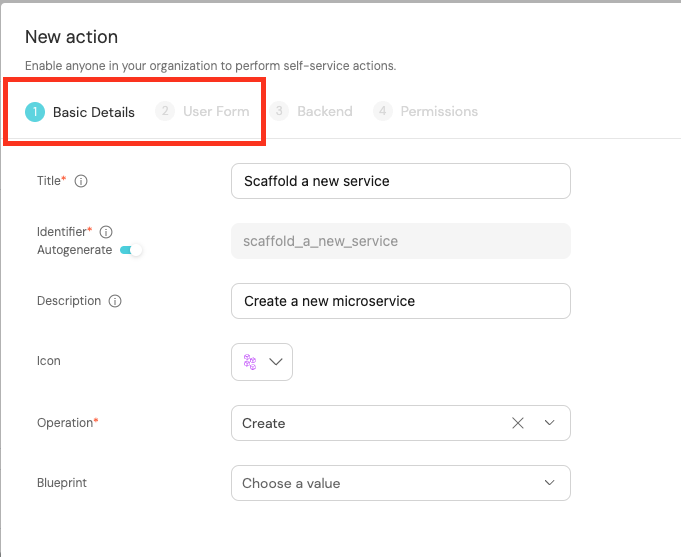 New action
Enable anyone in your organization to perform self-service actions.
1 Basic Details 2 User Form 3 Backend 4 Permissions
Title* Scaffold a new service
Identifier*
Autogenerate scaffold_a_new_service
Description Create a new microservice
Icon
Operation* Create
Blueprint Choose a value